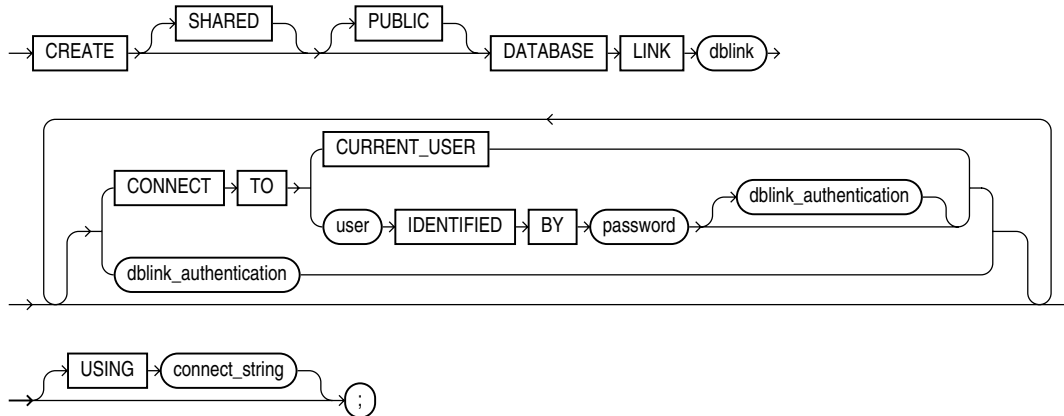 SHARED PUBLIC
CREATE DATABASE LINK dblink
CURRENT_USER
CONNECT TO
dblink_authentication
user IDENTIFIED BY password
dblink_authentication
USING connect_string
;